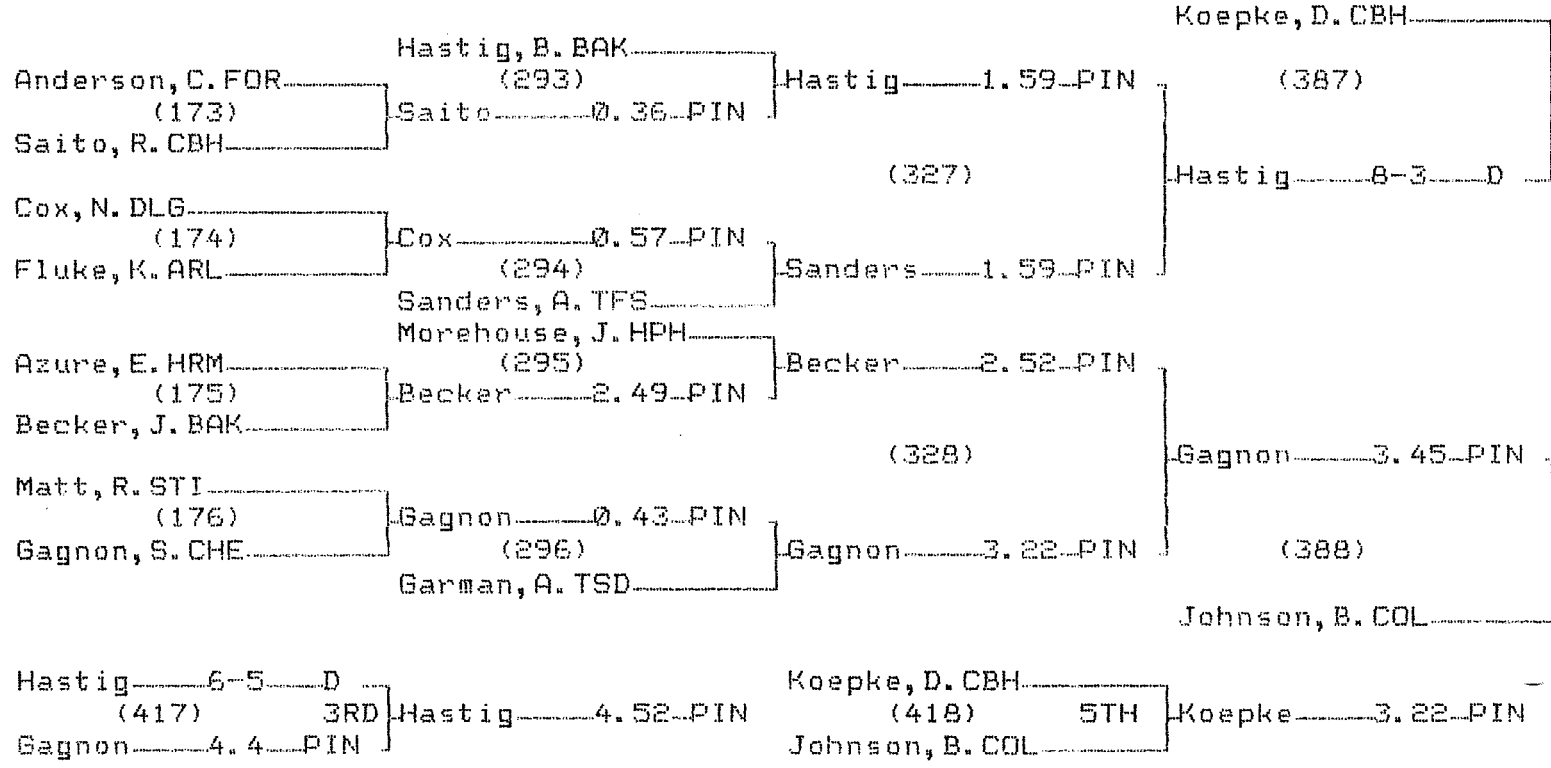 Koepke, D. CBH
Hastig, B. BAK
Anderson, C. FOR (293) Hastig 1.59 PIN (387)
(173) Saito 0.36 PIN
Saito, R. CBH
(327) Hastig 8-3 D
Cox, N. DLG
(174) Cox 0.57 PIN
Fluke, K. ARL (294) Sanders 1.59 PIN
Sanders, A. TFS
Morehouse, J. HPH
Azure, E. HRM (295) Becker 2.52 PIN
(175) Becker 2.49 PIN
Becker, J. BAK
(328) Gagnon 3.45 PIN
Matt, R. STI
(176) Gagnon 0.43 PIN
Gagnon, S. CHE (296) Gagnon 3.22 PIN (388)
Garman, A. TSD
Johnson, B. COL
Hastig 6-5 D Koepke, D. CBH
(417) 3RD Hastig 4.52 PIN (418) 5TH Koepke 3.22 PIN
Gagnon 4.4 PIN Johnson, B. COL